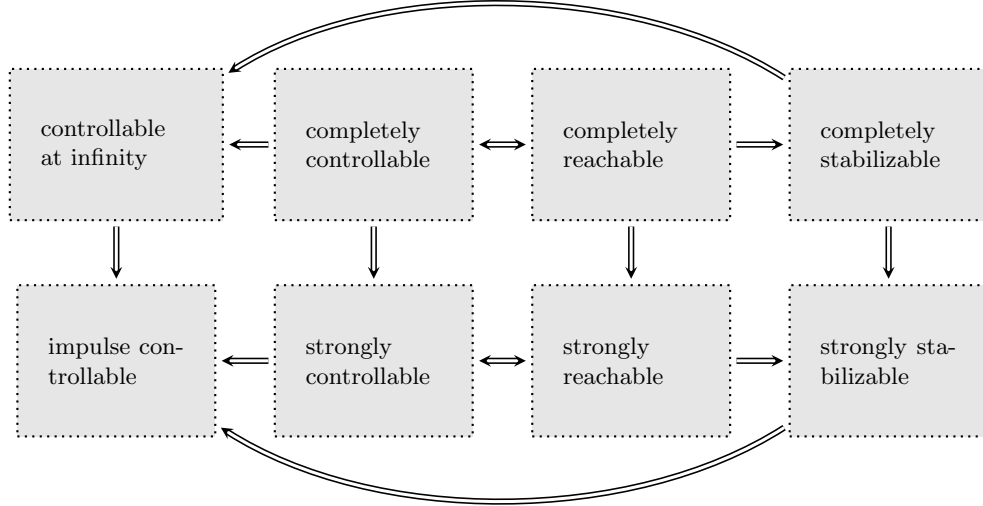 controllable
at infinity
completely
controllable
completely
reachable
completely
stabilizable
impulse con-
trollable
strongly
controllable
strongly
reachable
strongly sta-
bilizable